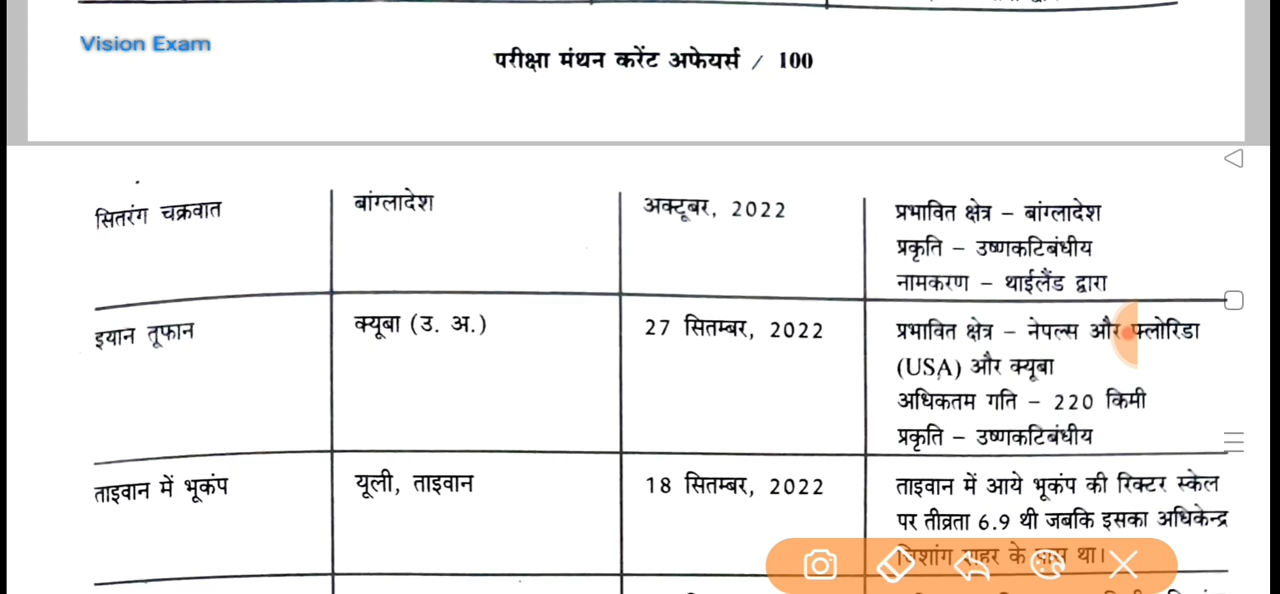 Vision Exam
परीक्षा मंथन करेंट अफेयर्स / 100
सितरंग चक्रवात
बांग्लादेश
अक्टूबर, 2022
प्रभावित क्षेत्र – बांग्लादेश
प्रकृति – उष्णकटिबंधीय
नामकरण – थाईलैंड द्वारा
इयान तूफान
क्यूबा (उ. अ.)
27 सितम्बर, 2022
प्रभावित क्षेत्र – नेपल्स और फ्लोरिडा
(USA) और क्यूबा
अधिकतम गति – 220 किमी
प्रकृति – उष्णकटिबंधीय
ताइवान में भूकंप
यूली, ताइवान
18 सितम्बर, 2022
ताइवान में आये भूकंप की रिक्टर स्केल
पर तीव्रता 6.9 थी जबकि इसका अधिकेन्द्र
शहर के था।